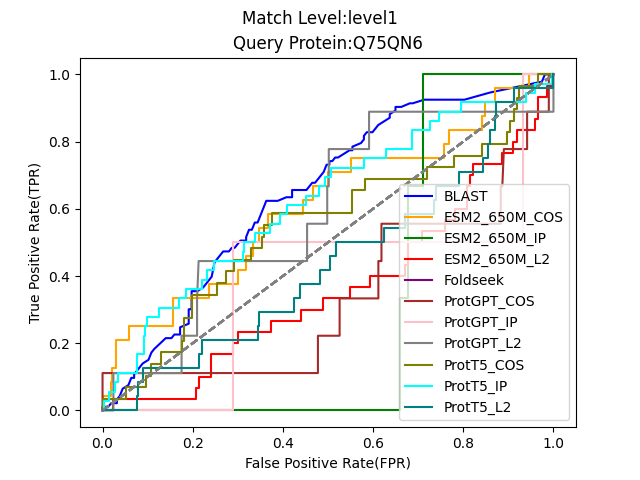 Match Level:level1
Query Protein:Q75QN6
True Positive Rate(TPR)
1.0
0.8
0.6
0.4
0.2
0.0
BLAST
ESM2_650M_COS
ESM2_650M_IP
ESM2_650M_L2
Foldseek
ProtGPT_COS
ProtGPT_IP
ProtGPT_L2
ProtT5_COS
ProtT5_IP
ProtT5_L2
0.0 0.2 0.4 0.6 0.8 1.0
False Positive Rate(FPR)